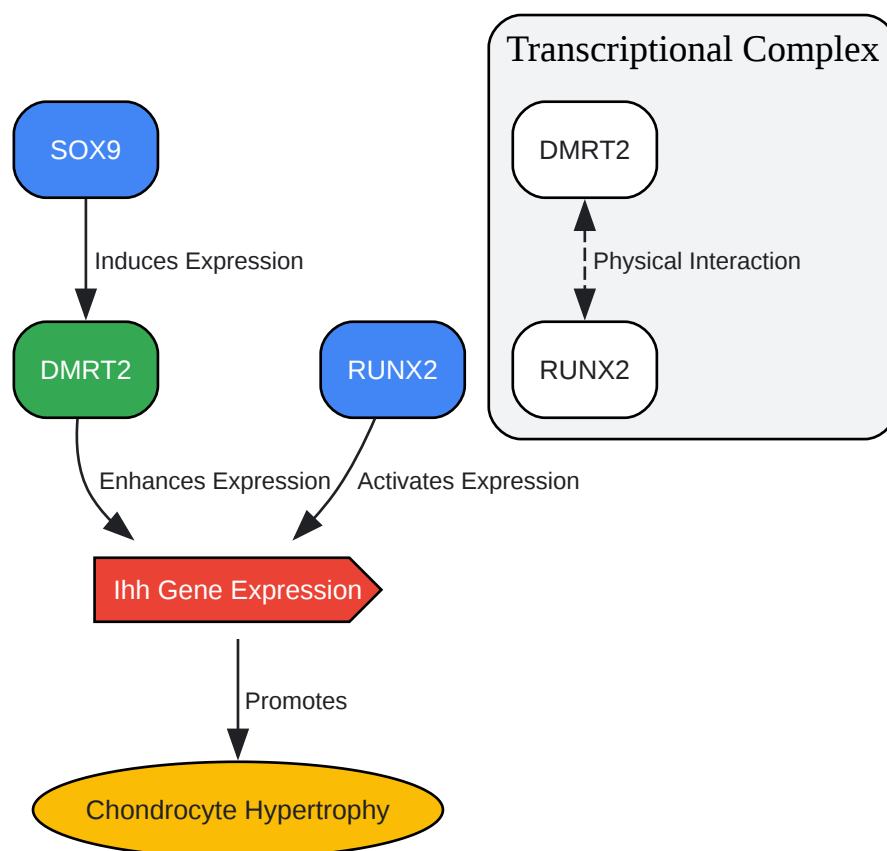 Transcriptional Complex
SOX9
DMRT2
Induces Expression
Physical Interaction
DMRT2
RUNX2
RUNX2
Enhances Expression
Activates Expression
Ihh Gene Expression
Promotes
Chondrocyte Hypertrophy